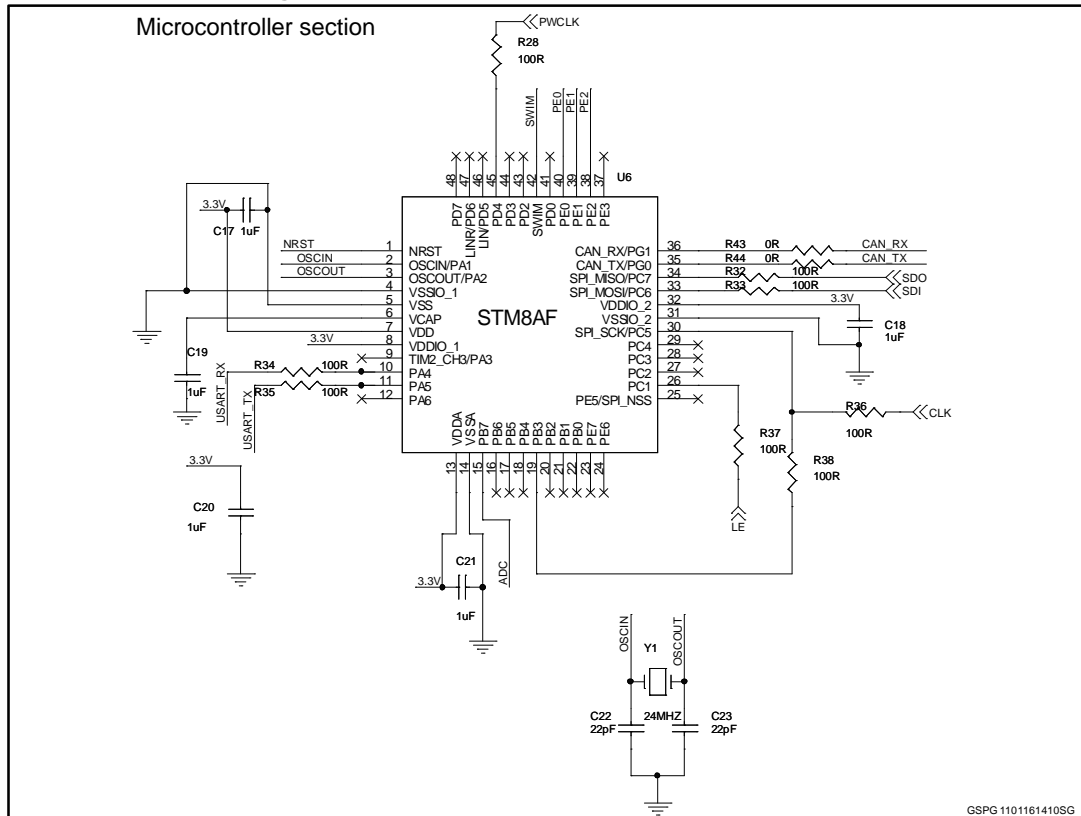 Microcontroller section
PWCLK
R28
100R
SWIM
PE0
PE1
PE2
U6
48
47
46
45
44
43
42
41
40
39
38
37
PD7
LINR/PD6
LIN/PD5
PD4
PD3
PD2
SWIM
PD0
PE0
PE1
PE2
PE3
3.3V
C17
1uF
NRST
OSCIN
OSCOUT
1
2
3
4
5
6
7
8
9
10
11
12
NRST
OSCIN/PA1
OSCOUT/PA2
VSSIO_1
VSS
VCAP
VDD
VDDIO_1
TIM2_CH3/PA3
PA4
PA5
PA6
STM8AF
CAN_RX/PG1
CAN_TX/PG0
SPI_MISO/PC7
SPI_MOSI/PC6
VDDIO_2
VSSIO_2
SPI_SCK/PC5
PC4
PC3
PC2
PC1
PE5/SPI_NSS
36
35
34
33
32
31
30
29
28
27
26
25
R43 0R CAN_RX
R44 0R CAN_TX
R32 100R SDO
R33 100R SDI
3.3V
C18
1uF
3.3V
C19
1uF
R34 100R
R35 100R
USART_RX
USART_TX
VDDA
VSSA
PB7
PB6
PB5
PB4
PB3
PB2
PB1
PB0
PE7
PE6
13
14
15
16
17
18
19
20
21
22
23
24
R36
100R
CLK
R37
100R
R38
100R
LE
3.3V
C20
1uF
3.3V
C21
1uF
ADC
OSCIN
OSCOUT
Y1
C22
22pF
24MHZ
C23
22pF
GSPG1101161410SG